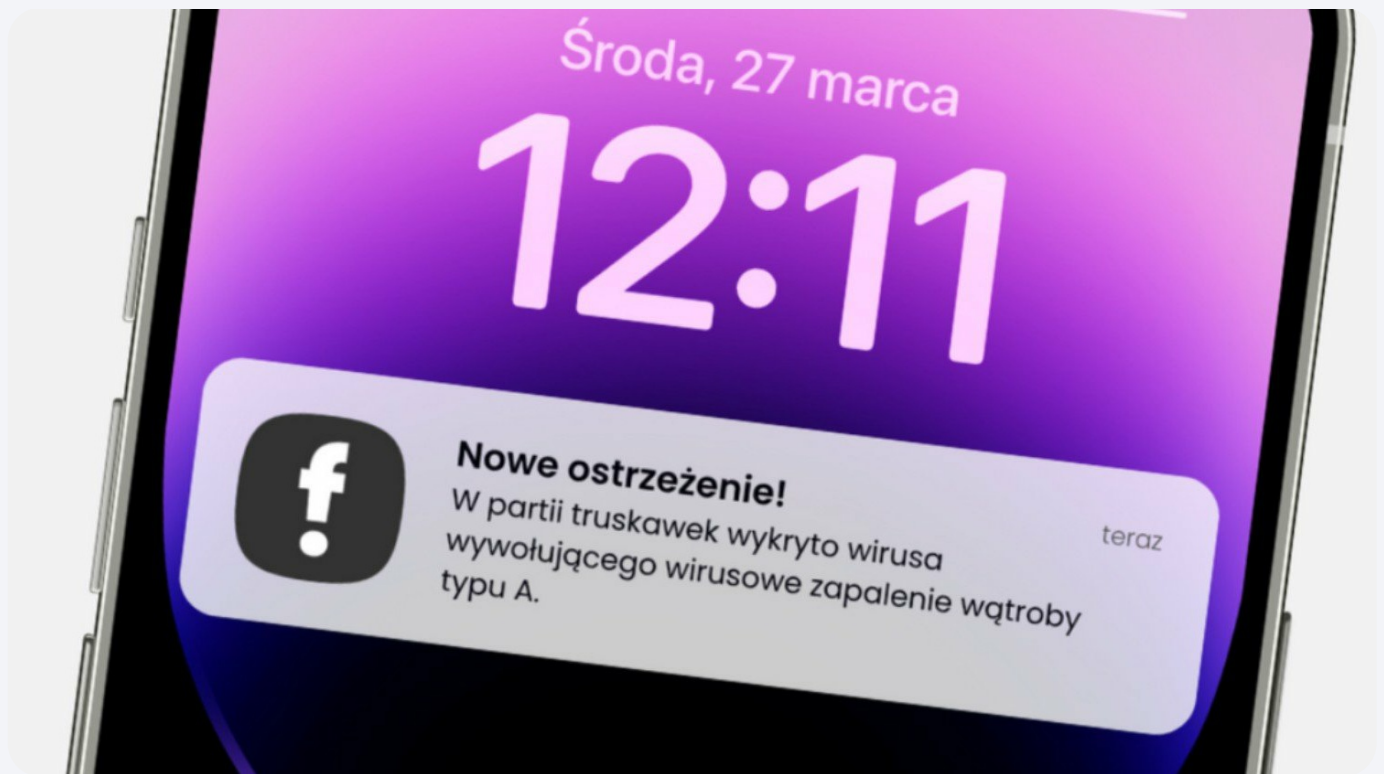 Środa, 27 marca
12:11
Nowe ostrzeżenie!
teraz
W partii truskawek wykryto wirusa
wywołującego wirusowe zapalenie wątroby
typu A.